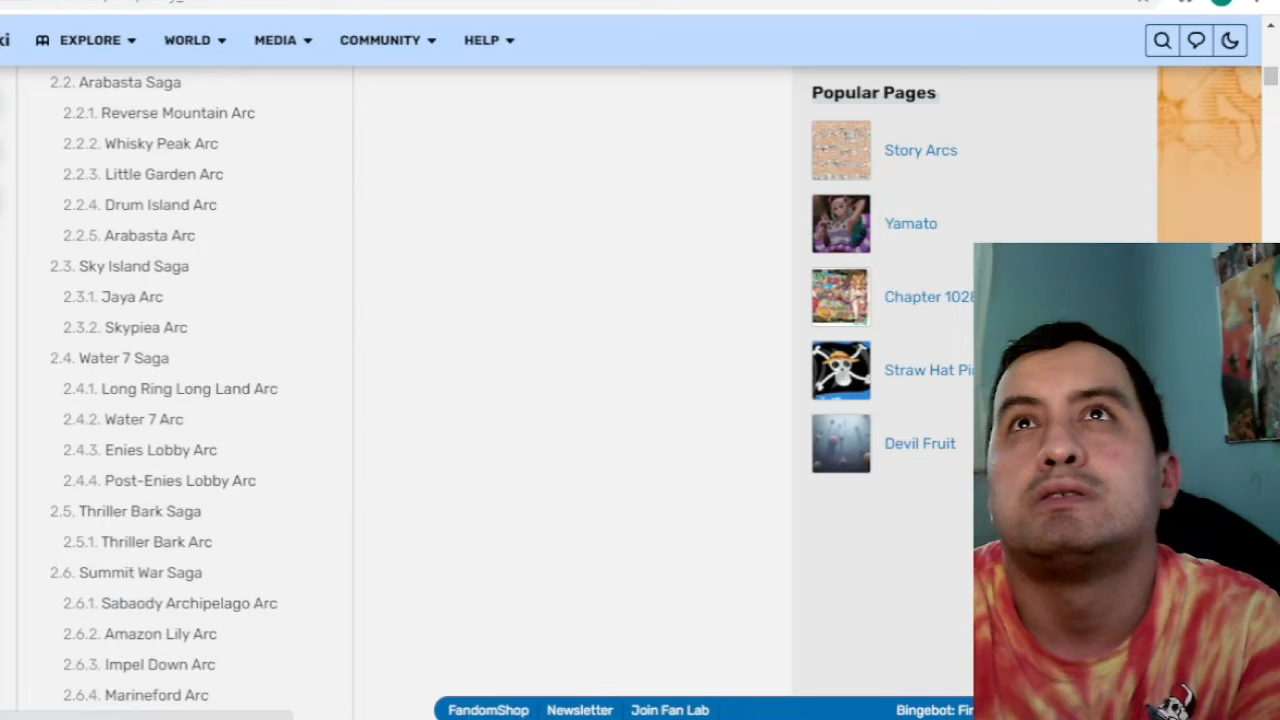 EXPLORE WORLD MEDIA COMMUNITY HELP
2.2. Arabasta Saga
2.2.1. Reverse Mountain Arc
2.2.2. Whisky Peak Arc
2.2.3. Little Garden Arc
2.2.4. Drum Island Arc
2.2.5. Arabasta Arc
2.3. Sky Island Saga
2.3.1. Jaya Arc
2.3.2. Skypiea Arc
2.4. Water 7 Saga
2.4.1. Long Ring Long Land Arc
2.4.2. Water 7 Arc
2.4.3. Enies Lobby Arc
2.4.4. Post-Enies Lobby Arc
2.5. Thriller Bark Saga
2.5.1. Thriller Bark Arc
2.6. Summit War Saga
2.6.1. Sabaody Archipelago Arc
2.6.2. Amazon Lily Arc
2.6.3. Impel Down Arc
2.6.4. Marineford Arc
Popular Pages
Story Arcs
Yamato
Chapter 1028
Straw Hat Pi
Devil Fruit
FandomShop Newsletter Join Fan Lab Bingebot: Fi